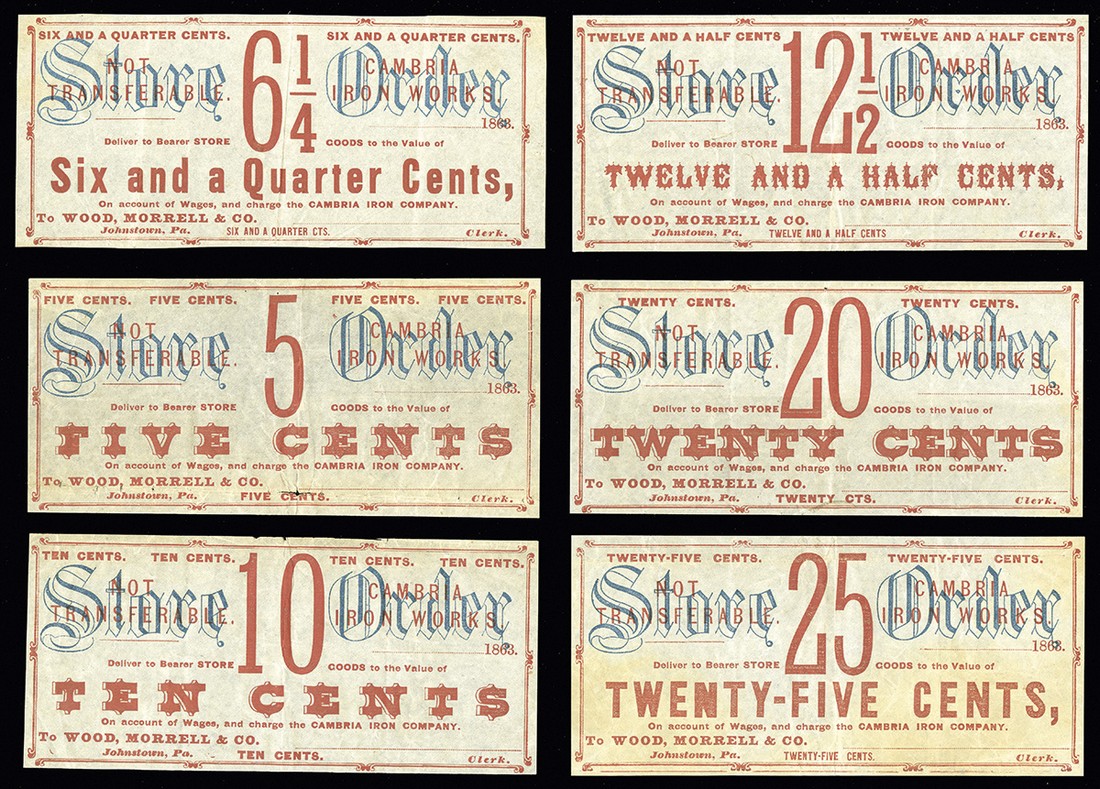 SIX AND A QUARTER CENTS. SIX AND A QUARTER CENTS.
Store Order
NOT TRANSFERABLE.
6 1/4
CAMBRIA IRON WORKS
1863.
Deliver to Bearer STORE GOODS to the Value of
Six and a Quarter Cents,
On account of Wages, and charge the CAMBRIA IRON COMPANY.
To WOOD, MORRELL & CO.
Johnstown, Pa. SIX AND A QUARTER CTS. Clerk.
TWELVE AND A HALF CENTS TWELVE AND A HALF CENTS
Store Order
NOT TRANSFERABLE.
12 1/2
CAMBRIA IRON WORKS
1863.
Deliver to Bearer STORE GOODS to the Value of
TWELVE AND A HALF CENTS,
On account of Wages, and charge the CAMBRIA IRON COMPANY.
To WOOD, MORRELL & CO.
Johnstown, Pa. TWELVE AND A HALF CENTS Clerk.
FIVE CENTS. FIVE CENTS. FIVE CENTS. FIVE CENTS.
Store Order
NOT TRANSFERABLE.
5
CAMBRIA IRON WORKS
1863.
Deliver to Bearer STORE GOODS to the Value of
FIVE CENTS
On account of Wages, and charge the CAMBRIA IRON COMPANY.
To WOOD, MORRELL & CO.
Johnstown, Pa. FIVE CENTS. Clerk.
TWENTY CENTS. TWENTY CENTS.
Store Order
NOT TRANSFERABLE.
20
CAMBRIA IRON WORKS
1863.
Deliver to Bearer STORE GOODS to the Value of
TWENTY CENTS
On account of Wages, and charge the CAMBRIA IRON COMPANY.
To WOOD, MORRELL & CO.
Johnstown, Pa. TWENTY CTS. Clerk.
TEN CENTS. TEN CENTS. TEN CENTS. TEN CENTS.
Store Order
NOT TRANSFERABLE.
10
CAMBRIA IRON WORKS
1863.
Deliver to Bearer STORE GOODS to the Value of
TEN CENTS
On account of Wages, and charge the CAMBRIA IRON COMPANY.
To WOOD, MORRELL & CO.
Johnstown, Pa. TEN CENTS. Clerk.
TWENTY-FIVE CENTS. TWENTY-FIVE CENTS.
Store Order
NOT TRANSFERABLE.
25
CAMBRIA IRON WORKS
1863.
Deliver to Bearer STORE GOODS to the Value of
TWENTY-FIVE CENTS,
On account of Wages, and charge the CAMBRIA IRON COMPANY.
To WOOD, MORRELL & CO.
Johnstown, Pa. TWENTY-FIVE CENTS. Clerk.